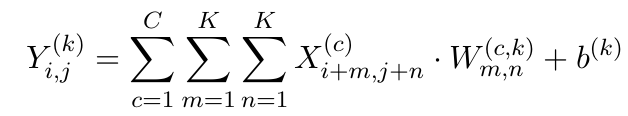 $Y_{i,j}^{(k)} = \sum_{c=1}^{C} \sum_{m=1}^{K} \sum_{n=1}^{K} X_{i+m,j+n}^{(c)} \cdot W_{m,n}^{(c,k)} + b^{(k)}$